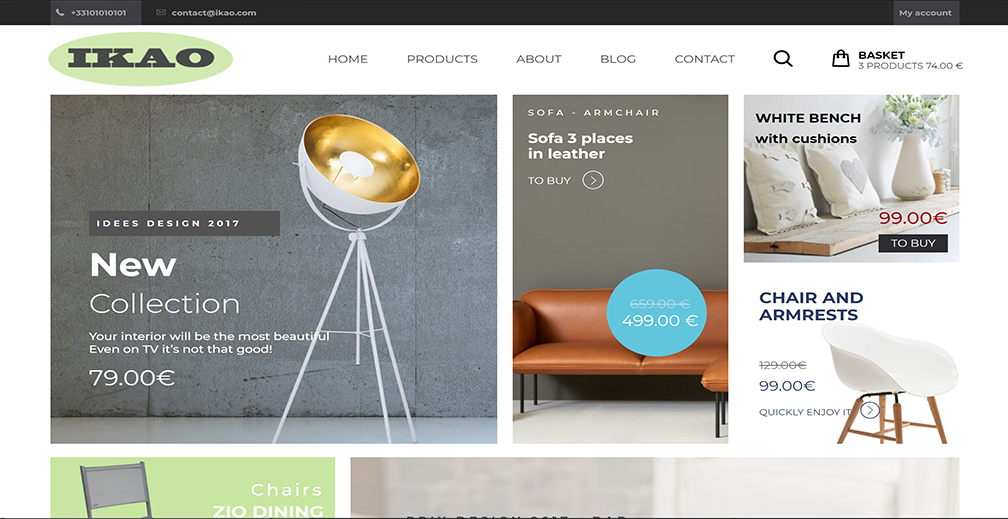 +33101010101
contact@ikao.com
My account
IKAO
HOME
PRODUCTS
ABOUT
BLOG
CONTACT
BASKET
3 PRODUCTS 74.00 €
IDEES DESIGN 2017
New
Collection
Your interior will be the most beautiful
Even on TV it's not that good!
79.00€
SOFA - ARMCHAIR
Sofa 3 places
in leather
TO BUY
659.00 €
499.00 €
WHITE BENCH
with cushions
99.00€
TO BUY
CHAIR AND
ARMRESTS
129.00€
99.00€
QUICKLY ENJOY IT
Chairs
ZIO DINING